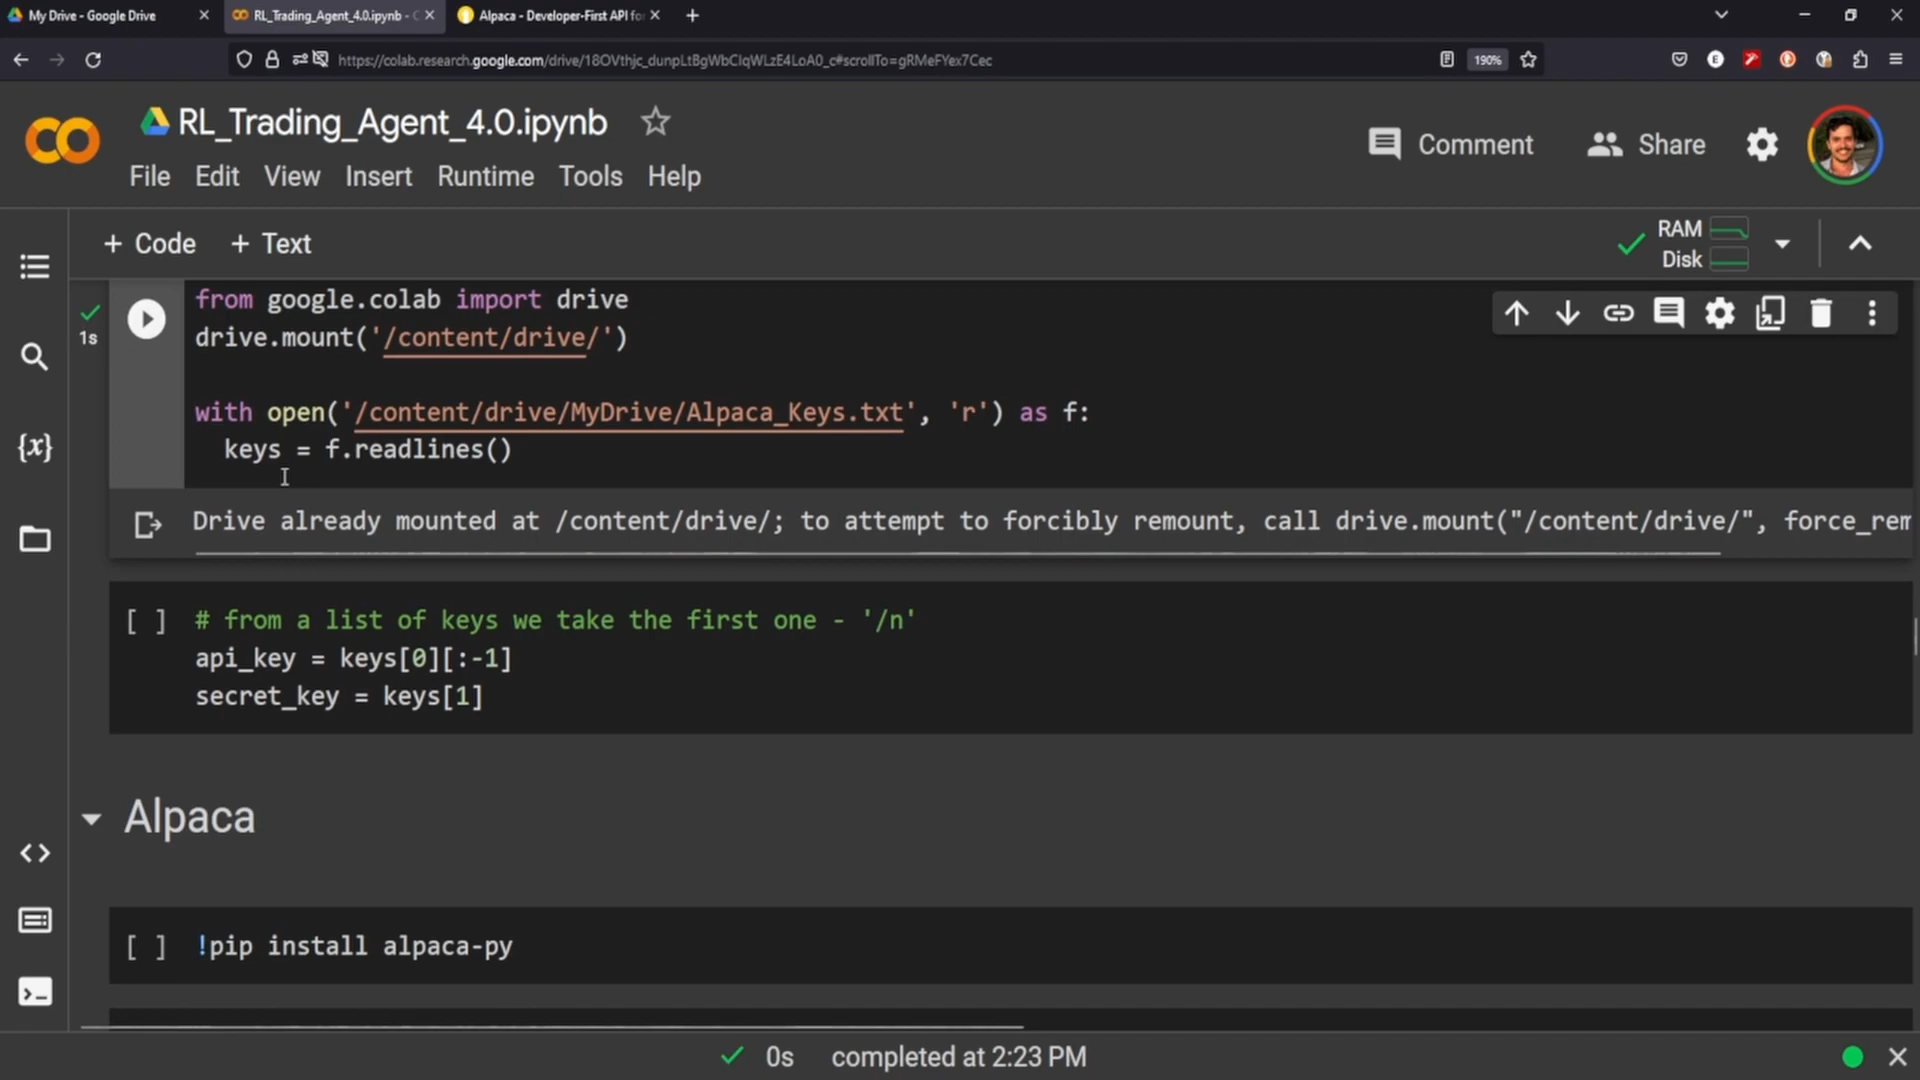 My Drive - Google Drive
RL_Trading_Agent_4.0.ipynb - C
Alpaca - Developer-First API for
https://colab.research.google.com/drive/18OVthjc_dunpLtBgWbCIqWLzE4LoA0_c#scrollTo=gRMeFYex7Cec
190%
RL_Trading_Agent_4.0.ipynb
Comment
Share
File Edit View Insert Runtime Tools Help
+ Code + Text
RAM
Disk
1s
from google.colab import drive
drive.mount('/content/drive/')
with open('/content/drive/MyDrive/Alpaca_Keys.txt', 'r') as f:
keys = f.readlines()
Drive already mounted at /content/drive/; to attempt to forcibly remount, call drive.mount("/content/drive/", force_rem
[ ] # from a list of keys we take the first one - '/n'
api_key = keys[0][:-1]
secret_key = keys[1]
Alpaca
[ ] !pip install alpaca-py
0s completed at 2:23 PM